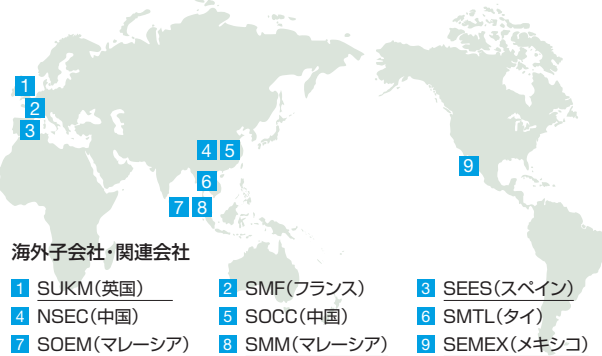 1
2
3
4 5
6
7 8
9
海外子会社・関連会社
1 SUKM(英国) 2 SMF(フランス) 3 SEES(スペイン)
4 NSEC(中国) 5 SOCC(中国) 6 SMTL(タイ)
7 SOEM(マレーシア) 8 SMM(マレーシア) 9 SEMEX(メキシコ)